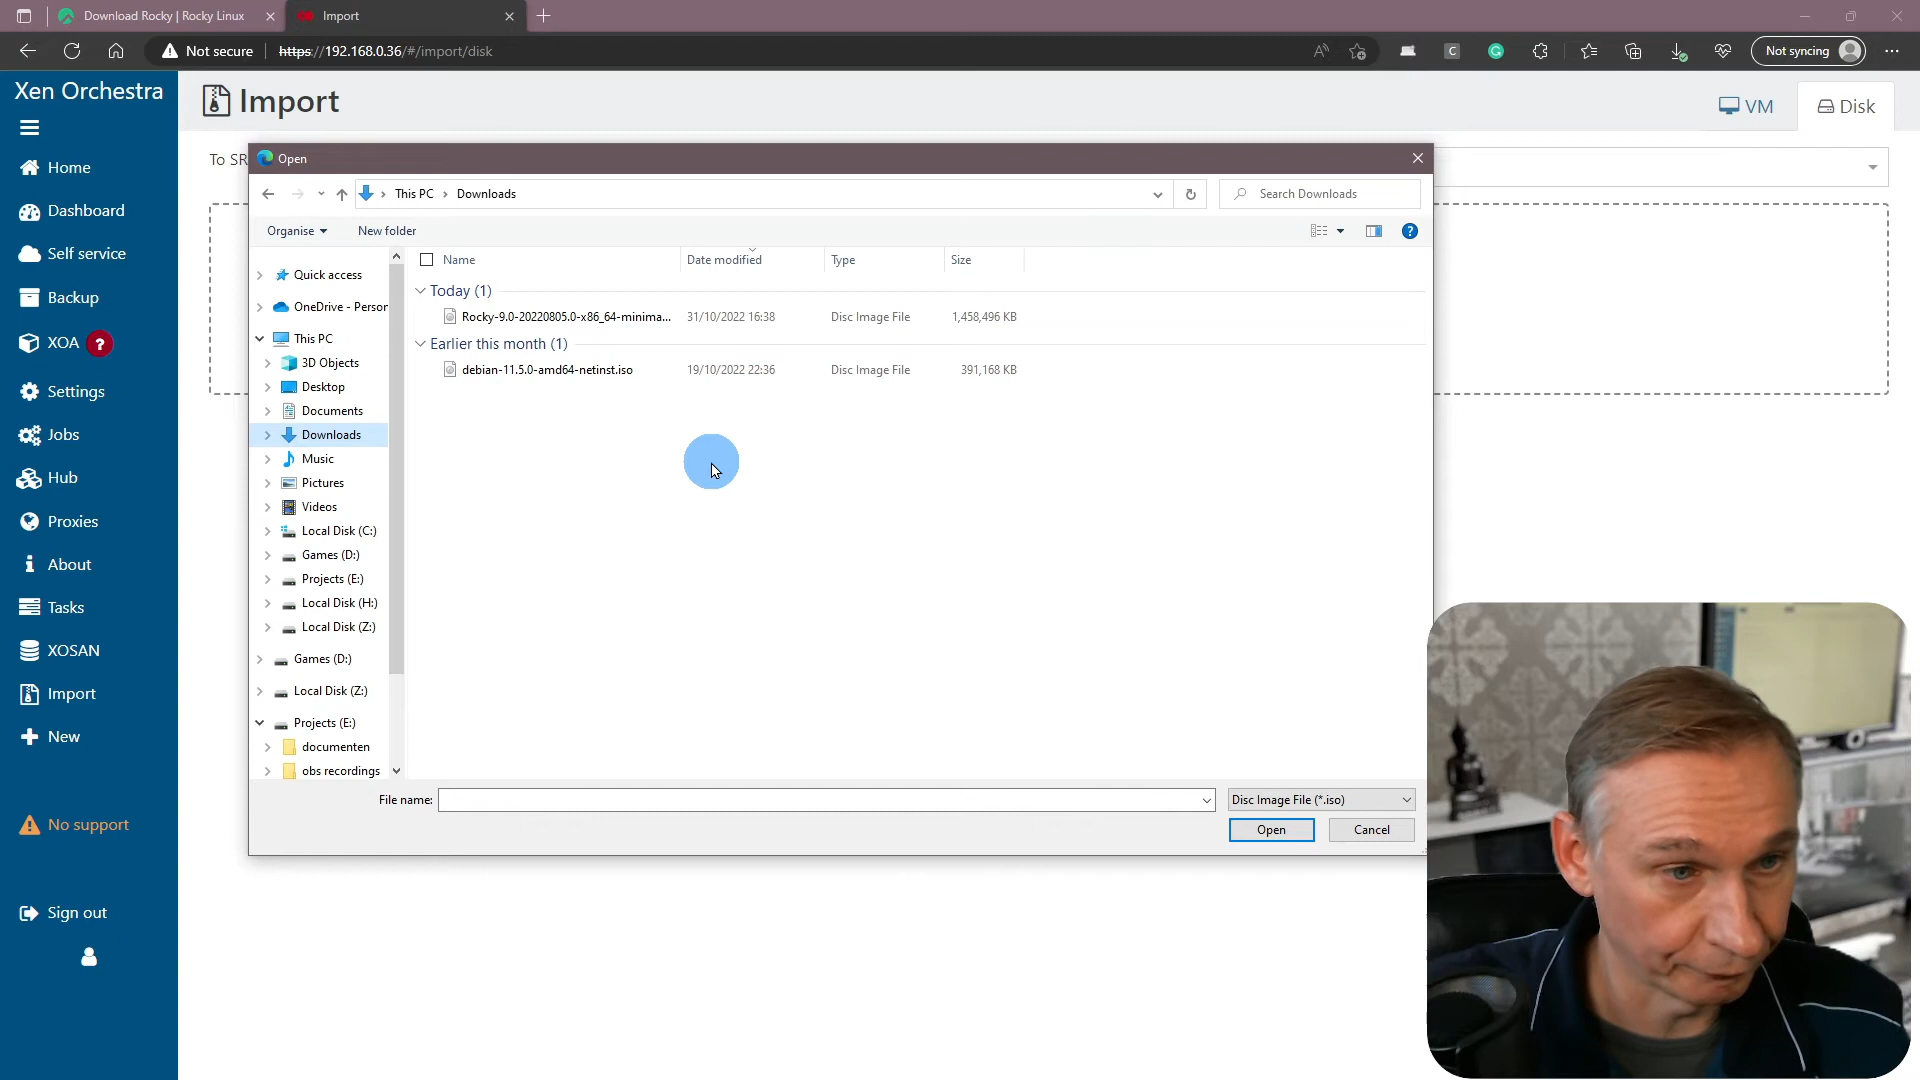 Download Rocky | Rocky Linux
Import
Not secure
https://192.168.0.36/#/import/disk
Not syncing
Xen Orchestra
Import
VM
Disk
Home
Dashboard
Self service
Backup
XOA
?
Settings
Jobs
Hub
Proxies
About
Tasks
XOSAN
Import
New
No support
Sign out
To SR
Open
This PC
Downloads
Search Downloads
Organise
New folder
?
Name
Date modified
Type
Size
Quick access
OneDrive - Person
This PC
3D Objects
Desktop
Documents
Downloads
Music
Pictures
Videos
Local Disk (C:)
Games (D:)
Projects (E:)
Local Disk (H:)
Local Disk (Z:)
Games (D:)
Local Disk (Z:)
Projects (E:)
documenten
obs recordings
Today (1)
Rocky-9.0-20220805.0-x86_64-minima... 31/10/2022 16:38 Disc Image File 1,458,496 KB
Earlier this month (1)
debian-11.5.0-amd64-netinst.iso 19/10/2022 22:36 Disc Image File 391,168 KB
File name:
Disc Image File (*.iso)
Open
Cancel